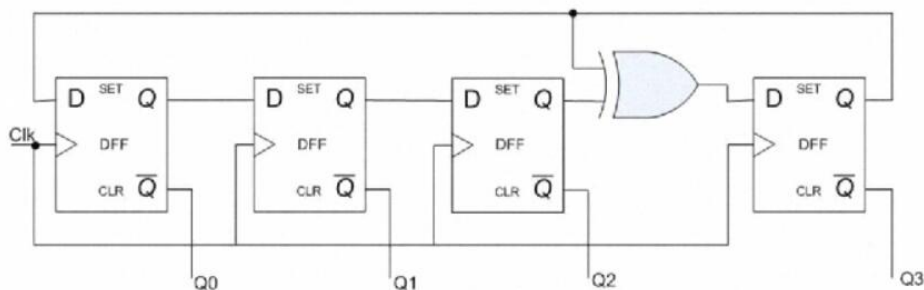 D SET Q
D SET Q
D SET Q
D SET Q
Clk
DFF
DFF
DFF
DFF
CLR Q̅
CLR Q̅
CLR Q̅
CLR Q̅
Q0
Q1
Q2
Q3